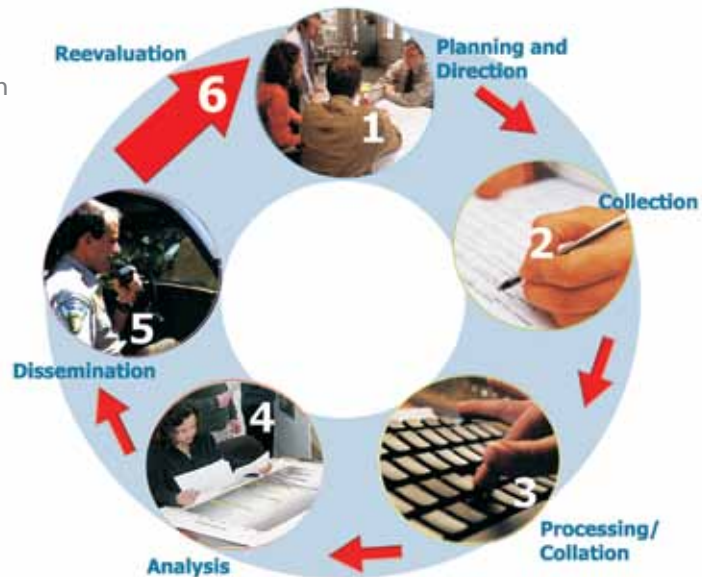 Reevaluation
6
1
Planning and
Direction
Collection
2
3
Processing/
Collation
4
Analysis
5
Dissemination
n